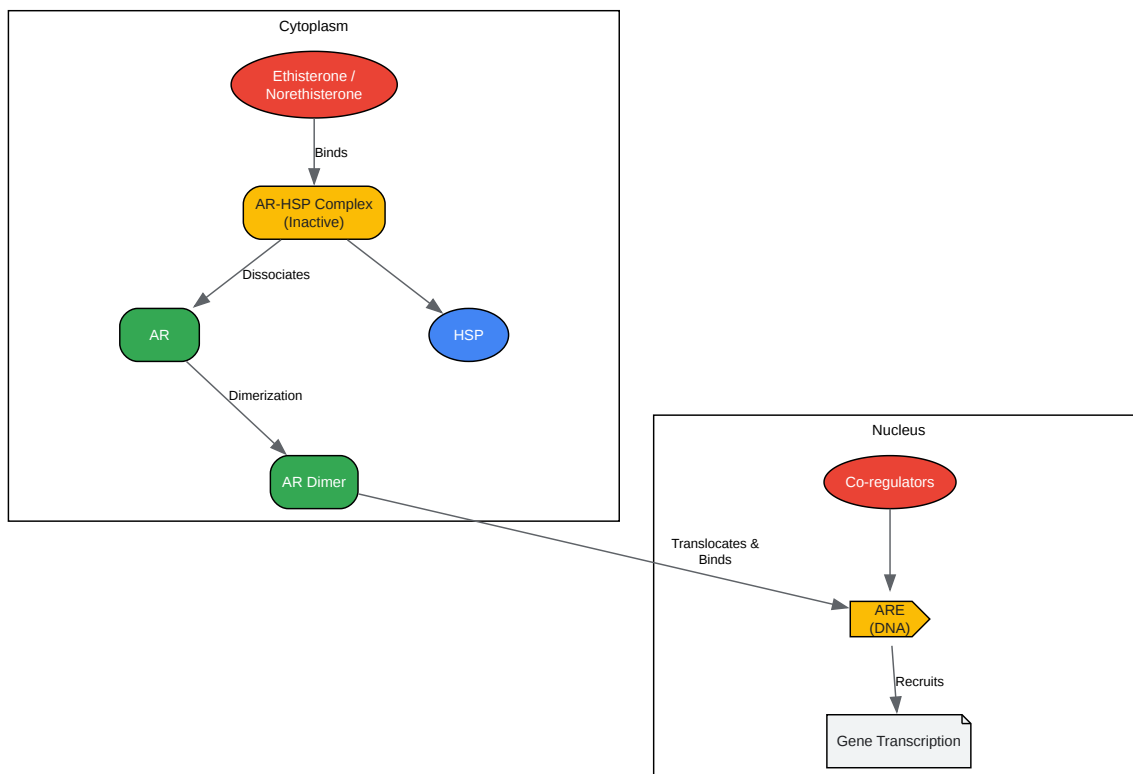 Cytoplasm
Ethisterone /
Norethisterone
Binds
AR-HSP Complex
(Inactive)
Dissociates
AR
HSP
Dimerization
AR Dimer
Nucleus
Co-regulators
Translocates &
Binds
ARE
(DNA)
Recruits
Gene Transcription